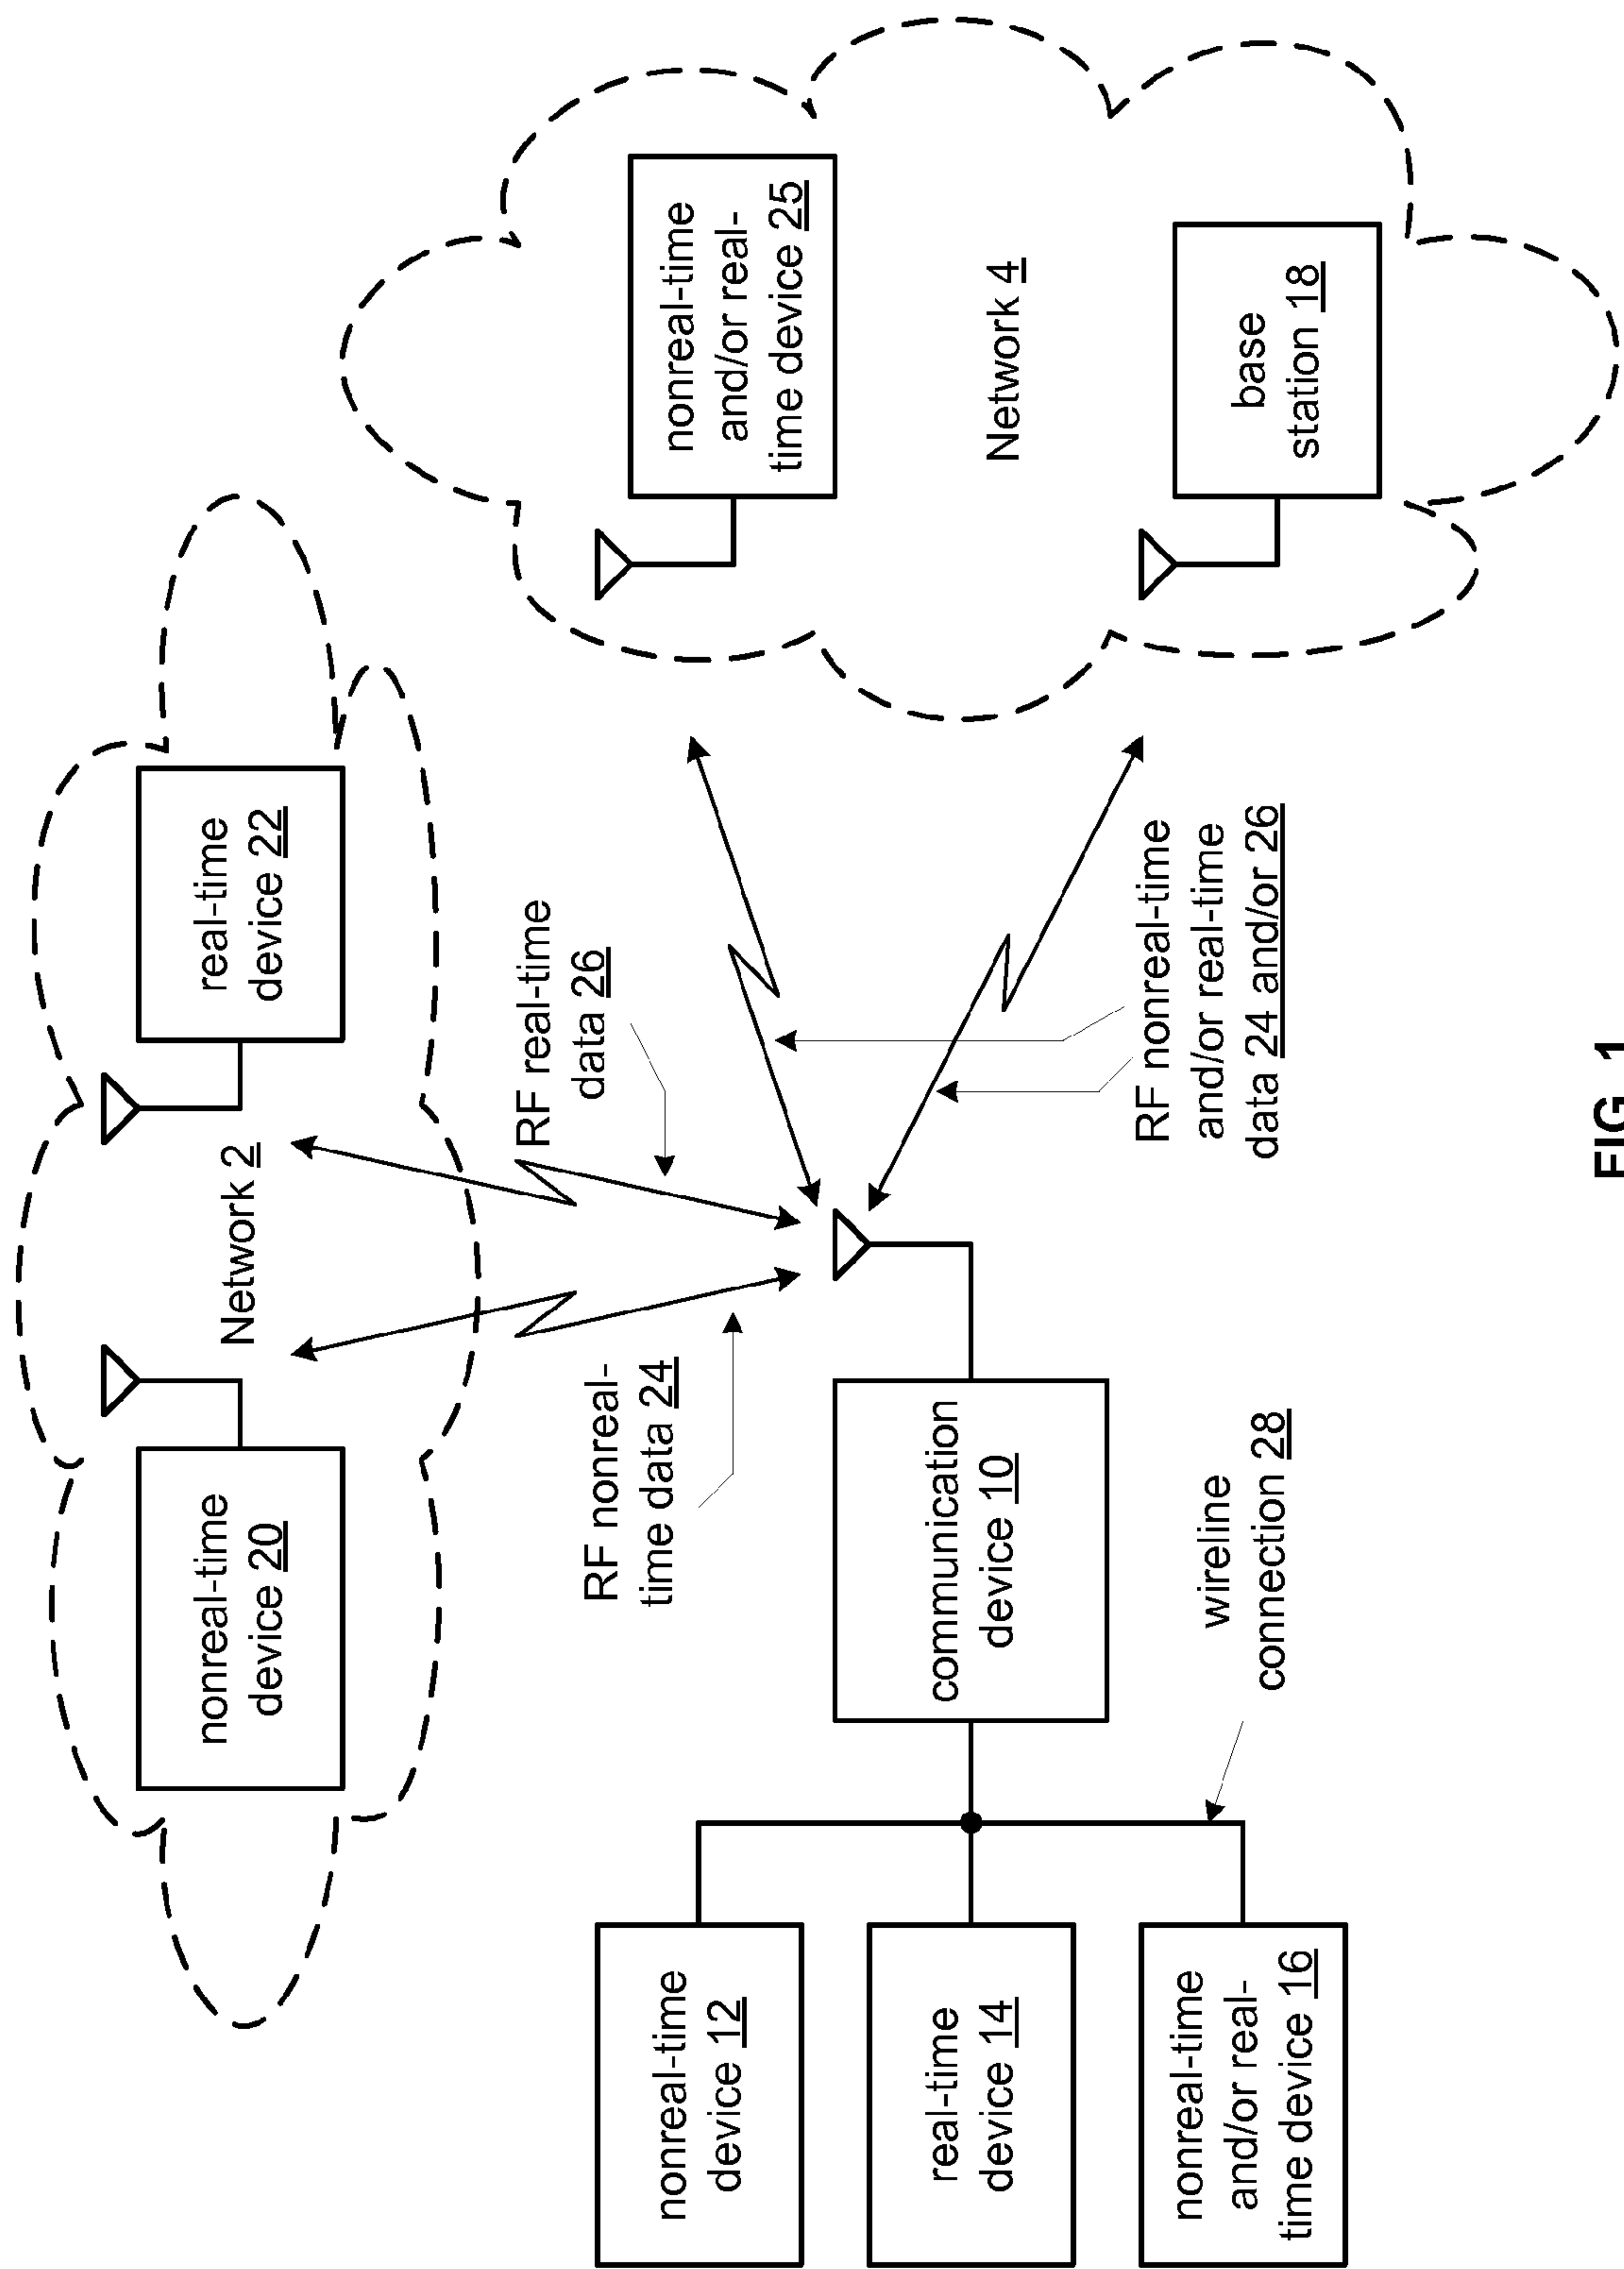 nonreal-time
device 20
Network 2
real-time
device 22
RF nonreal-
time data 24
RF real-time
data 26
nonreal-time
and/or real-
time device 25
Network 4
base
station 18
RF nonreal-time
and/or real-time
data 24 and/or 26
communication
device 10
wireline
connection 28
nonreal-time
device 12
real-time
device 14
nonreal-time
and/or real-
time device 16
FIG. 1